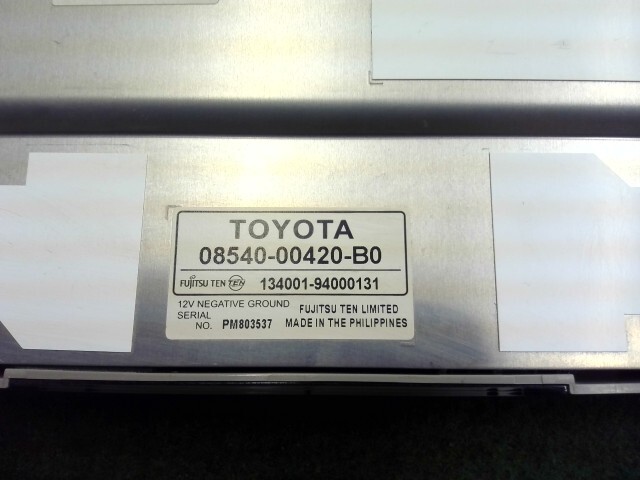 TOYOTA
08540-00420-B0
FUJITSU TEN TEN 134001-94000131
12V NEGATIVE GROUND FUJITSU TEN LIMITED
SERIAL NO. PM803537 MADE IN THE PHILIPPINES